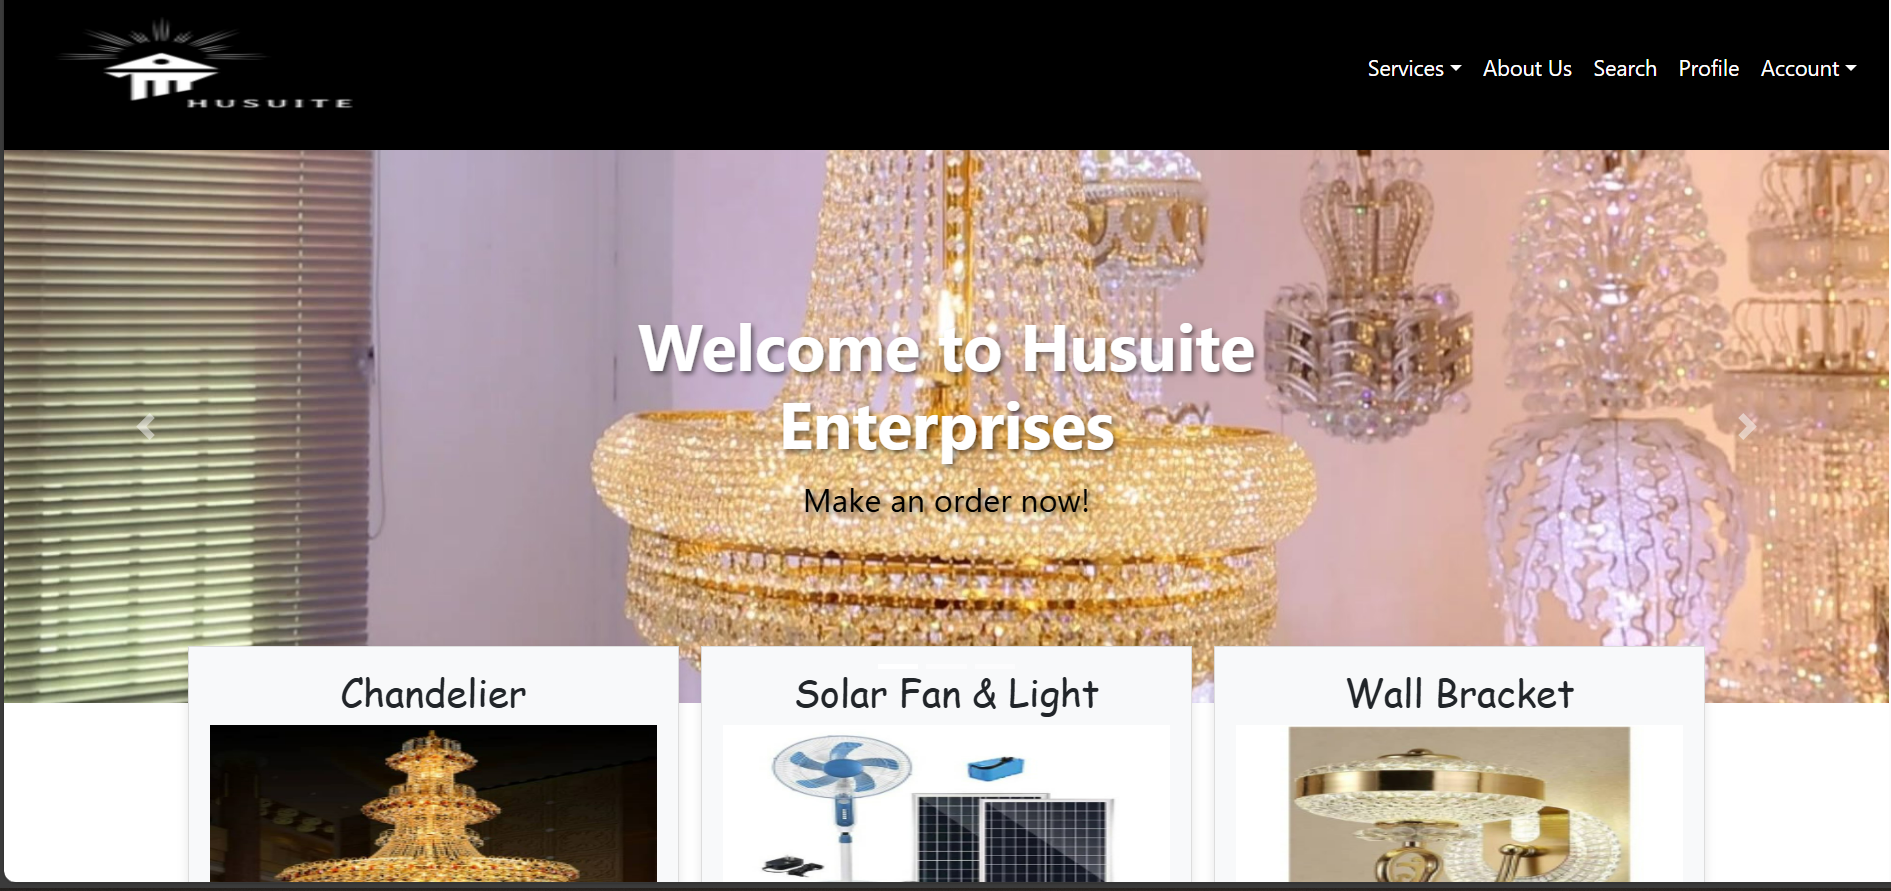 HUSUITE
Services About Us Search Profile Account
Welcome to Husuite
Enterprises
Make an order now!
Chandelier
Solar Fan & Light
Wall Bracket